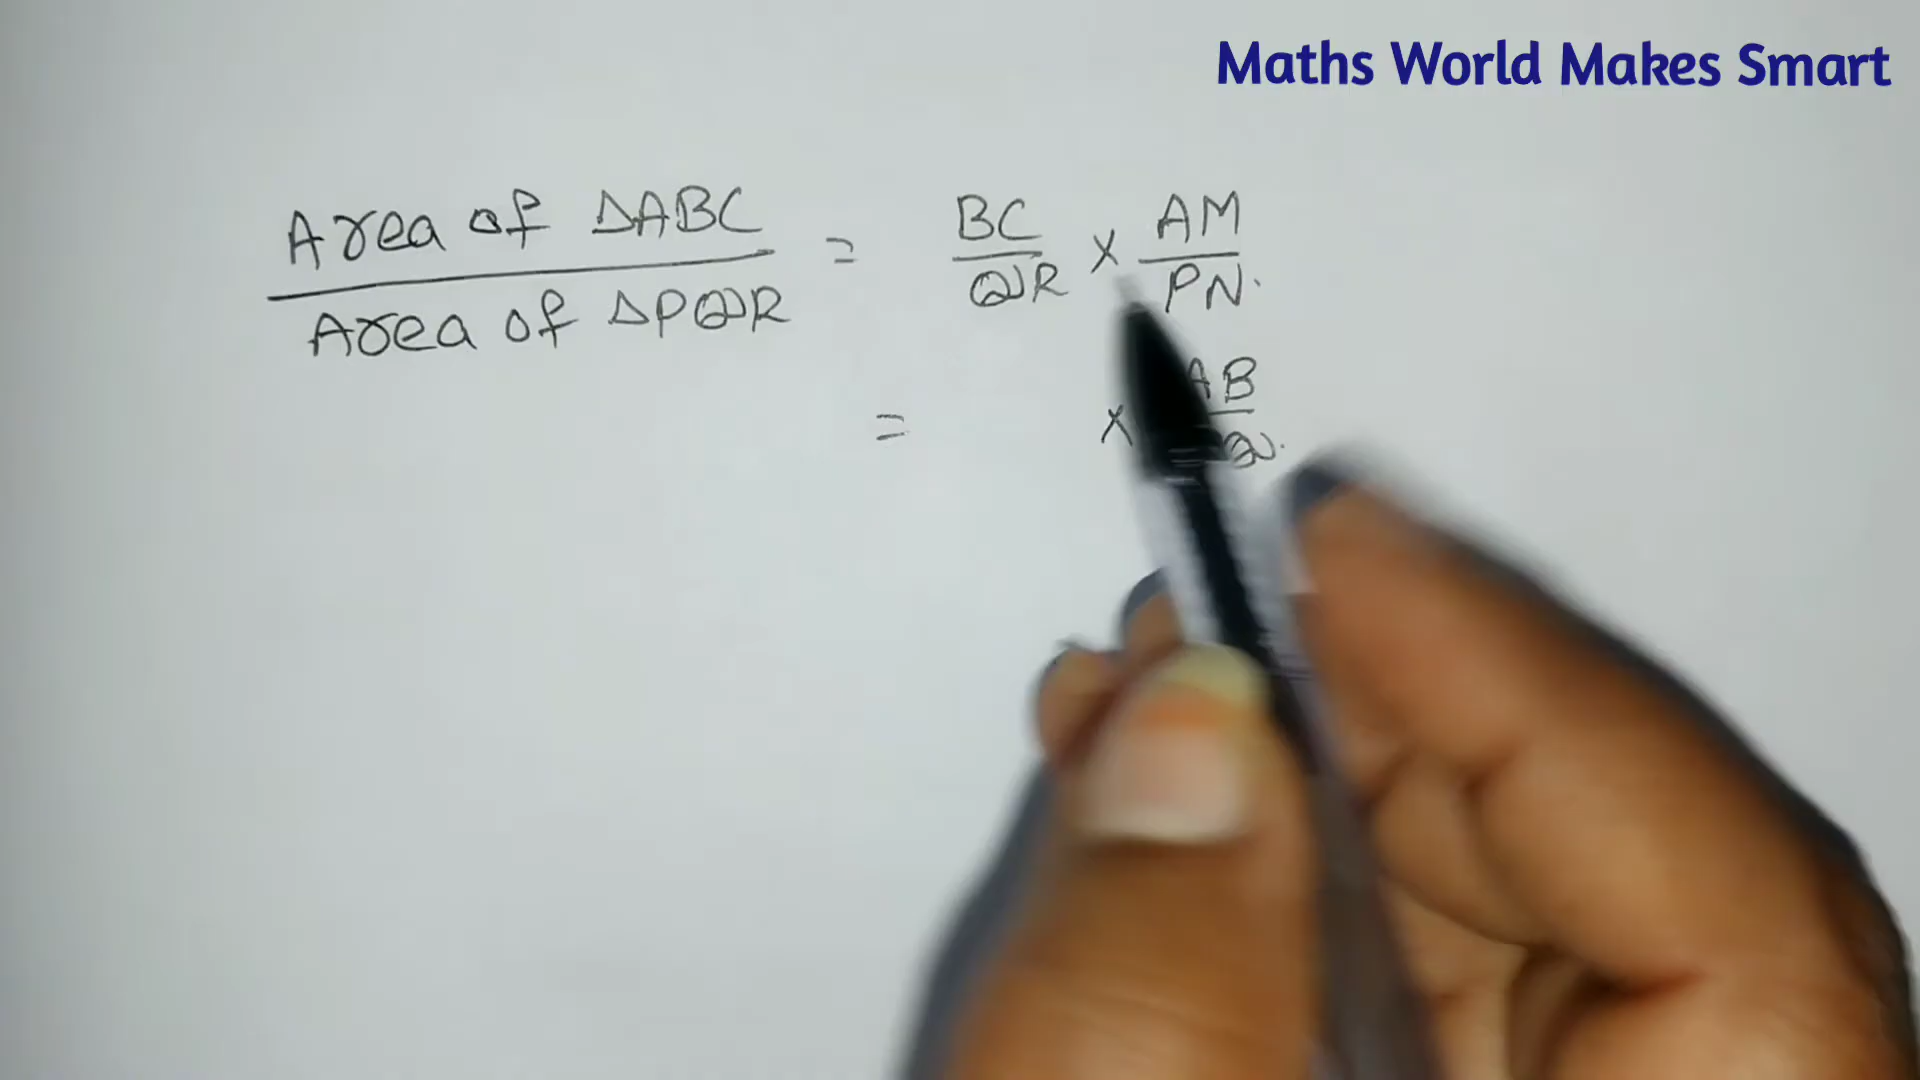 Maths World Makes Smart
Area of ΔABC / Area of ΔPQR = BC / QR × AM / PN.
= × AB / Q.